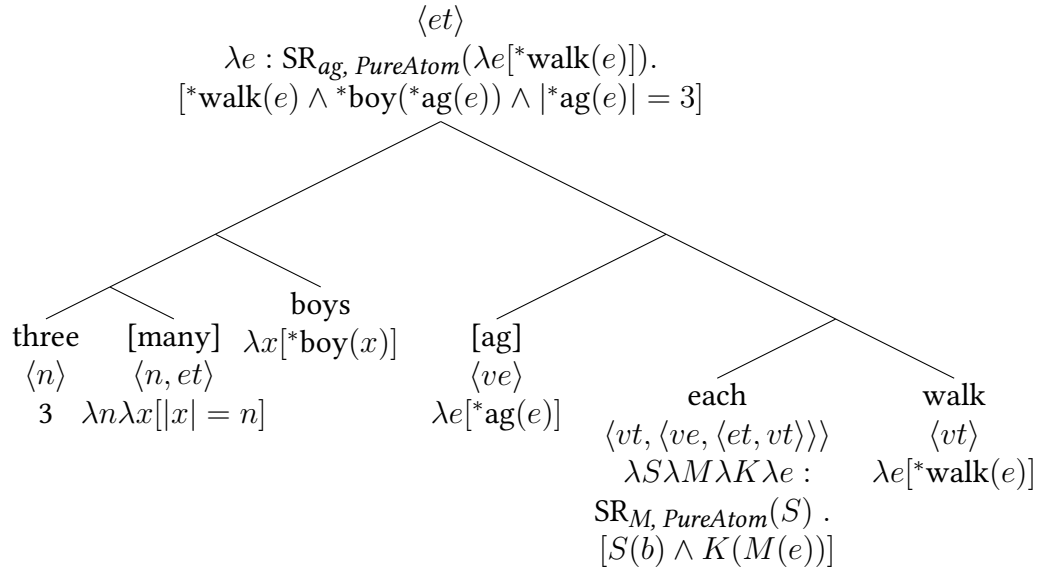 ⟨et⟩
λe : SR_{ag, PureAtom}(λe[*walk(e)]).
[*walk(e) ∧ *boy(*ag(e)) ∧ |*ag(e)| = 3]
three
⟨n⟩
3
[many]
⟨n, et⟩
λnλx[|x| = n]
boys
λx[*boy(x)]
[ag]
⟨ve⟩
λe[*ag(e)]
each
⟨vt, ⟨ve, ⟨et, vt⟩⟩⟩
λSλMλKλe :
SR_{M, PureAtom}(S) .
[S(b) ∧ K(M(e))]
walk
⟨vt⟩
λe[*walk(e)]